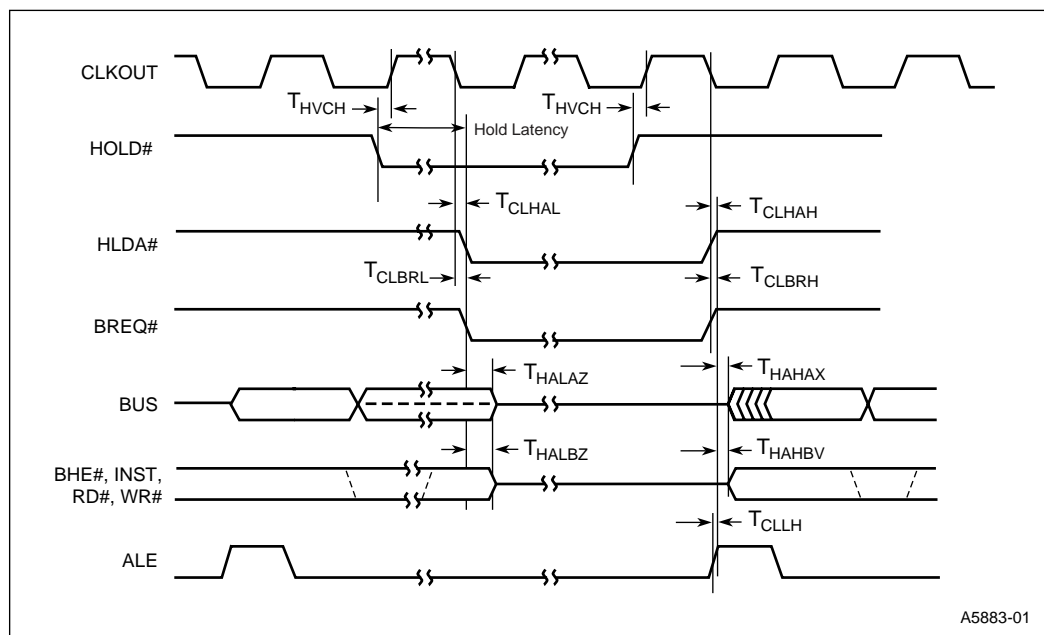 CLKOUT
T_HVCH
T_HVCH
Hold Latency
HOLD#
T_CLHAL
T_CLHAH
HLDA#
T_CLBRL
T_CLBRH
BREQ#
T_HALAZ
T_HAHAX
BUS
T_HALBZ
T_HAHBV
BHE#, INST,
RD#, WR#
T_CLLH
ALE
A5883-01